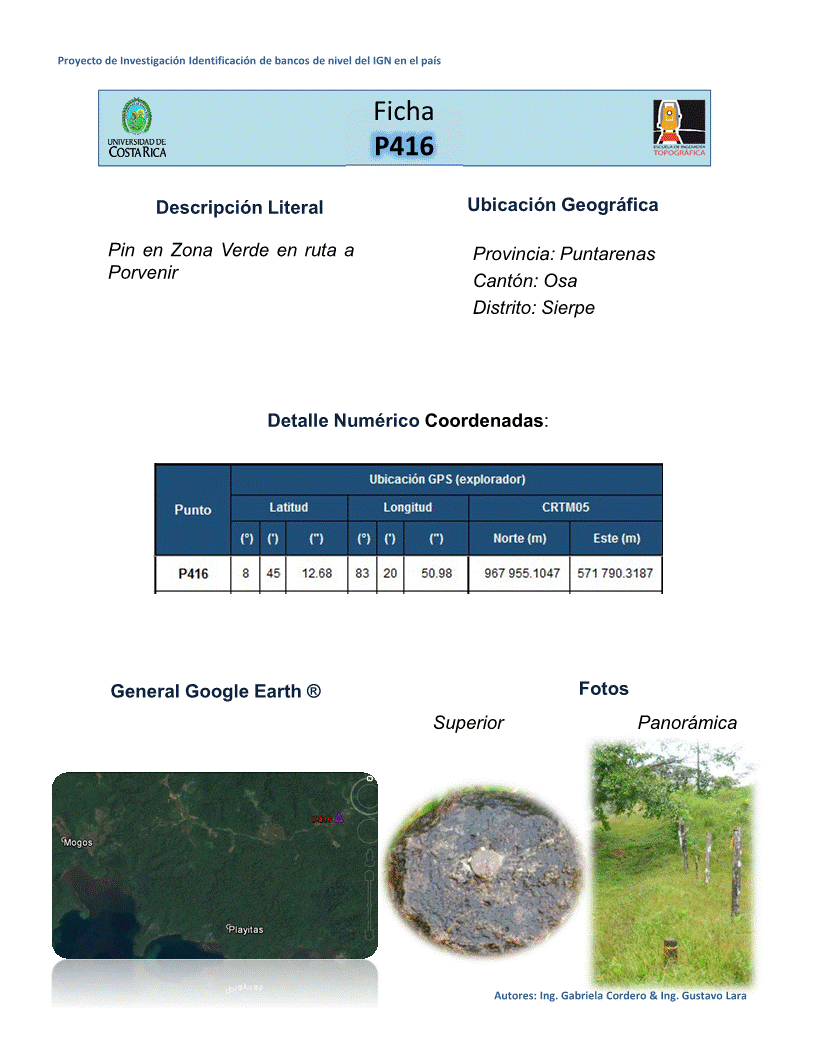 Proyecto de Investigación Identificación de bancos de nivel del IGN en el país
UNIVERSIDAD DE
COSTA RICA
Ficha
P416
ESCUELA DE INGENIERÍA
TOPOGRÁFICA
Descripción Literal
Pin en Zona Verde en ruta a
Porvenir
Ubicación Geográfica
Provincia: Puntarenas
Cantón: Osa
Distrito: Sierpe
Detalle Numérico Coordenadas:
Punto
Ubicación GPS (explorador)
Latitud Longitud CRTM05
(°) (') (") (°) (') (") Norte (m) Este (m)
P416 8 45 12.68 83 20 50.98 967 955.1047 571 790.3187
General Google Earth ®
Fotos
Superior Panorámica
P416
Mogos
Playitas
Autores: Ing. Gabriela Cordero & Ing. Gustavo Lara